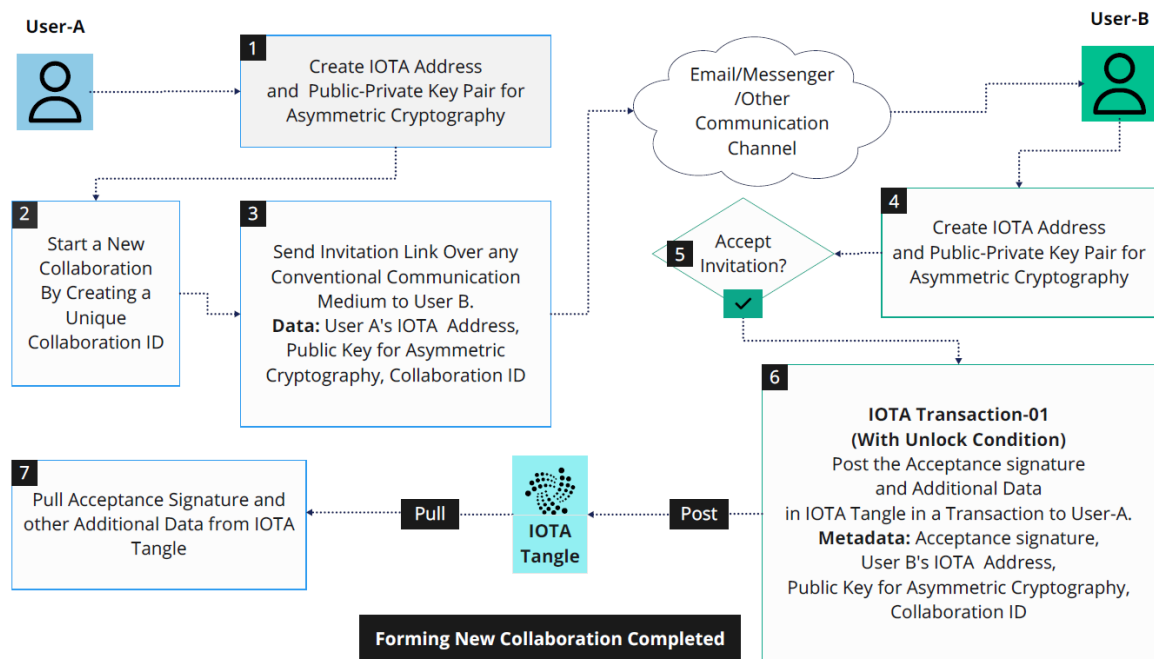 User-A
1
Create IOTA Address
and Public-Private Key Pair for
Asymmetric Cryptography
Email/Messenger
/Other
Communication
Channel
User-B
2
Start a New
Collaboration
By Creating a
Unique
Collaboration ID
3
Send Invitation Link Over any
Conventional Communication
Medium to User B.
Data: User A's IOTA Address,
Public Key for Asymmetric
Cryptography, Collaboration ID
4
Create IOTA Address
and Public-Private Key Pair for
Asymmetric Cryptography
5
Accept
Invitation?
6
IOTA Transaction-01
(With Unlock Condition)
Post the Acceptance signature
and Additional Data
in IOTA Tangle in a Transaction to User-A.
Metadata: Acceptance signature,
User B's IOTA Address,
Public Key for Asymmetric Cryptography,
Collaboration ID
Post
IOTA
Tangle
Pull
7
Pull Acceptance Signature and
other Additional Data from IOTA
Tangle
Forming New Collaboration Completed